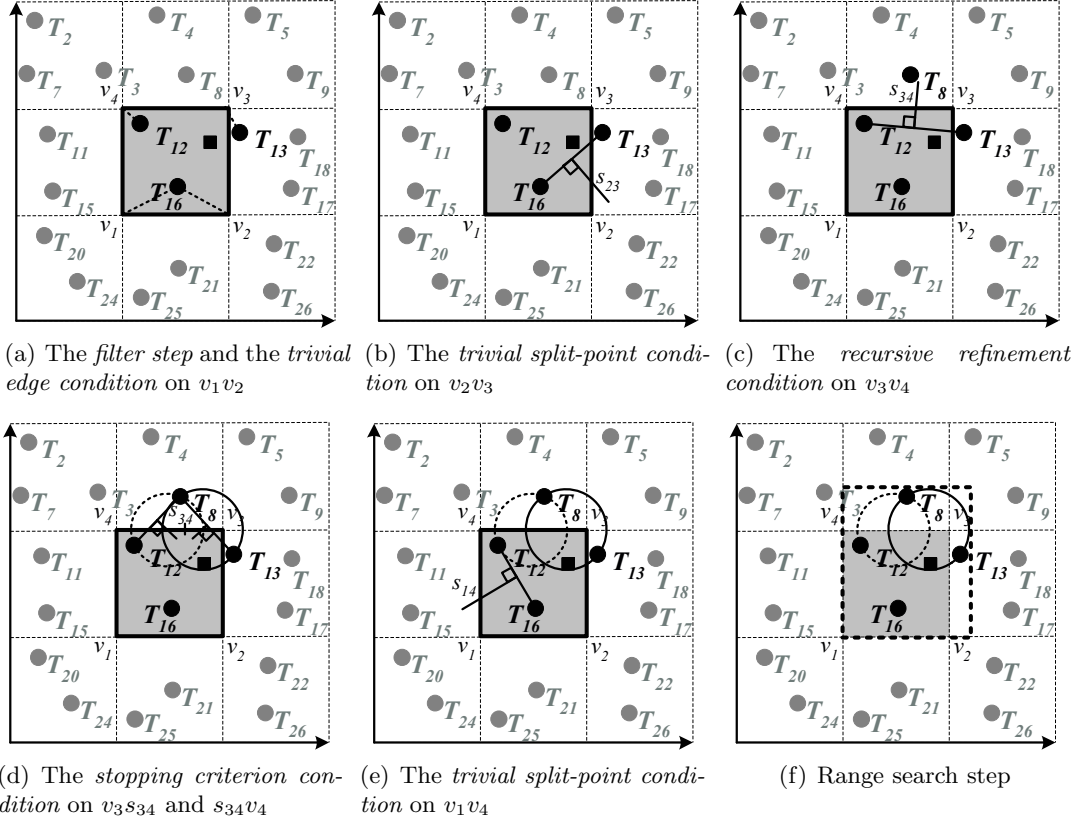 T2 T4 T5
T7 T3 T8 T9
v4 v3
T11 T12 T13 T18
T15 T16 T17
v1 v2
T20 T22
T24 T21
T25 T26
(a) The filter step and the trivial
edge condition on v1v2
T2 T4 T5
T7 T3 T8 T9
v4 v3
T11 T12 T13 T18
T15 T16 s23 T17
v1 v2
T20 T22
T24 T21
T25 T26
(b) The trivial split-point condi-
tion on v2v3
T2 T4 T5
T7 T3 T8 T9
v4 s34 v3
T11 T12 T13 T18
T15 T16 T17
v1 v2
T20 T22
T24 T21
T25 T26
(c) The recursive refinement
condition on v3v4
T2 T4 T5
T7 T3 T8 T9
v4 s34 v3
T11 T12 T13 T18
T15 T16 T17
v1 v2
T20 T22
T24 T21
T25 T26
(d) The stopping criterion con-
dition on v3s34 and s34v4
T2 T4 T5
T7 T3 T8 T9
v4 v3
T11 T12 T13 T18
s14
T15 T16 T17
v1 v2
T20 T22
T24 T21
T25 T26
(e) The trivial split-point condi-
tion on v1v4
T2 T4 T5
T7 T3 T8 T9
v4 v3
T11 T12 T13 T18
T15 T16 T17
v1 v2
T20 T22
T24 T21
T25 T26
(f) Range search step